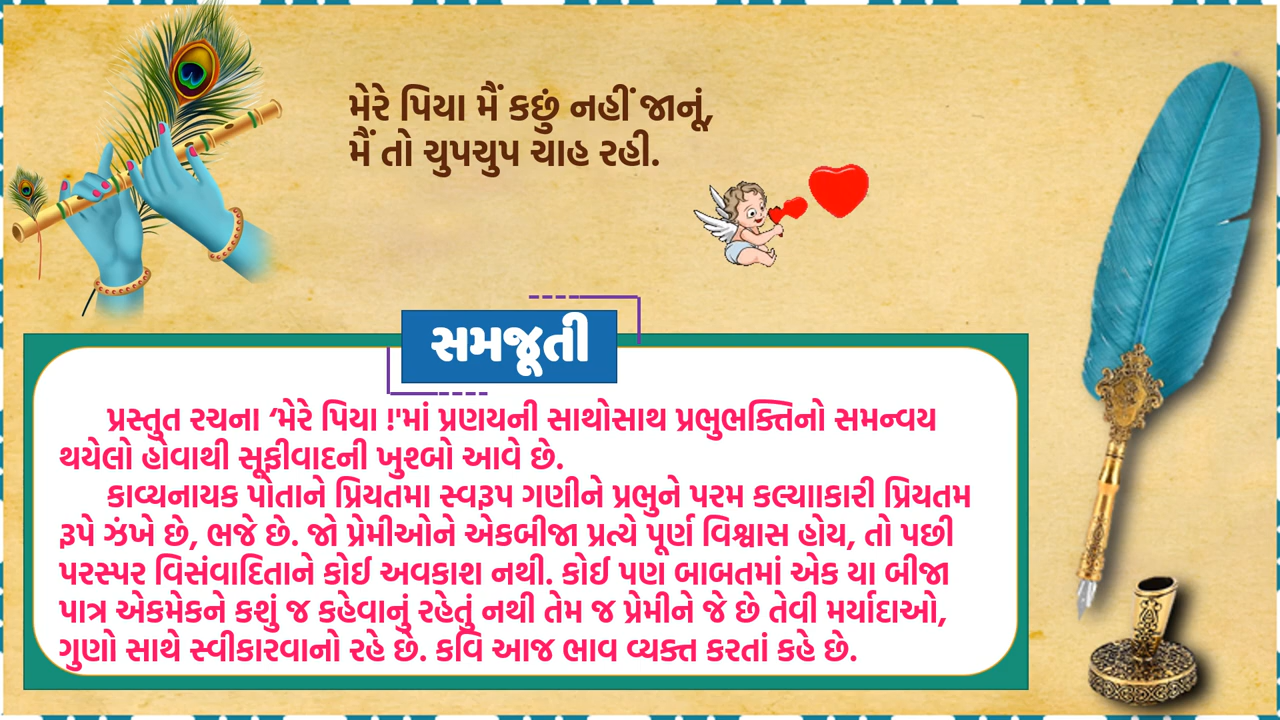 મેરે પિયા મૈં કછું નહીં જાનૂં,
મૈં તો ચુપચુપ ચાહ રહી.
સમજૂતી
પ્રસ્તુત રચના ‘મેરે પિયા !'માં પ્રણયની સાથોસાથ પ્રભુભક્તિનો સમન્વય
થયેલો હોવાથી સૂફીવાદની ખુશ્બો આવે છે.
કાવ્યનાયક પોતાને પ્રિયતમા સ્વરૂપ ગણીને પ્રભુને પરમ કલ્યાાકારી પ્રિયતમ
રૂપે ઝંખે છે, ભજે છે. જો પ્રેમીઓને એકબીજા પ્રત્યે પૂર્ણ વિશ્વાસ હોય, તો પછી
પરસ્પર વિસંવાદિતાને કોઈ અવકાશ નથી. કોઈ પણ બાબતમાં એક યા બીજા
પાત્ર એકમેકને કશું જ કહેવાનું રહેતું નથી તેમ જ પ્રેમીને જે છે તેવી મર્યાદાઓ,
ગુણો સાથે સ્વીકારવાનો રહે છે. કવિ આજ ભાવ વ્યક્ત કરતાં કહે છે.